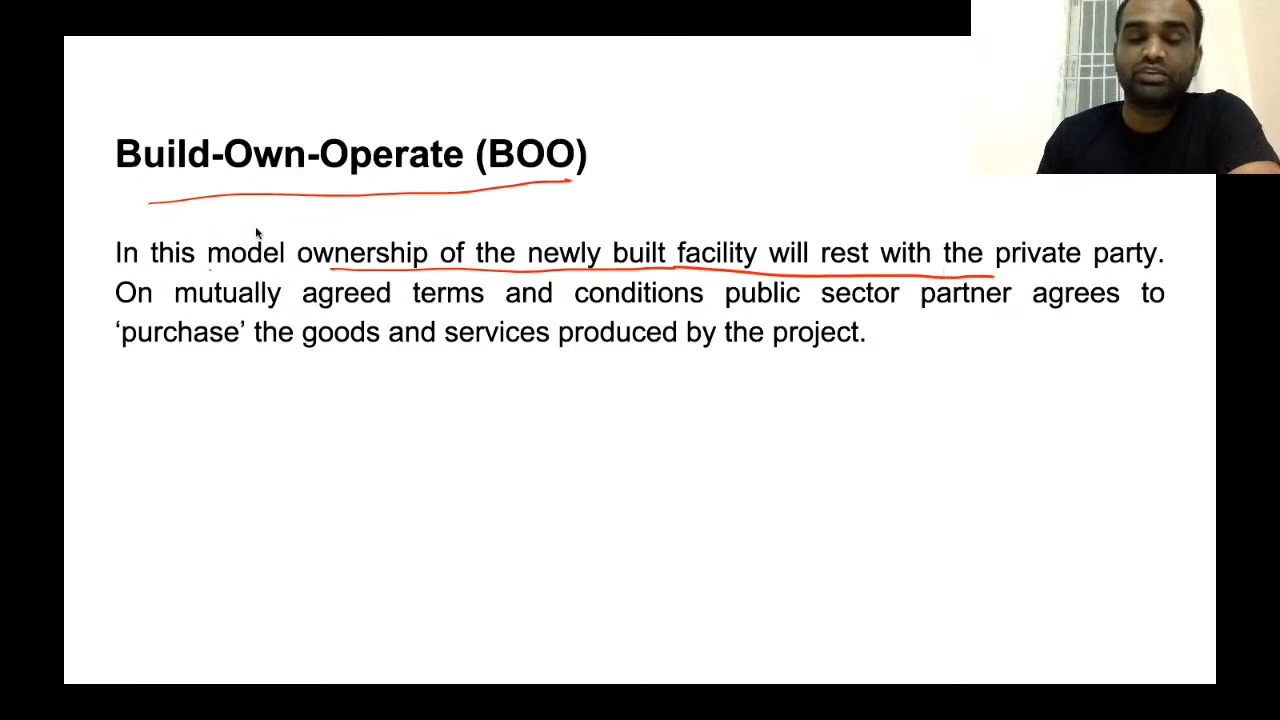 Build-Own-Operate (BOO)
In this model ownership of the newly built facility will rest with the private party.
On mutually agreed terms and conditions public sector partner agrees to
‘purchase’ the goods and services produced by the project.